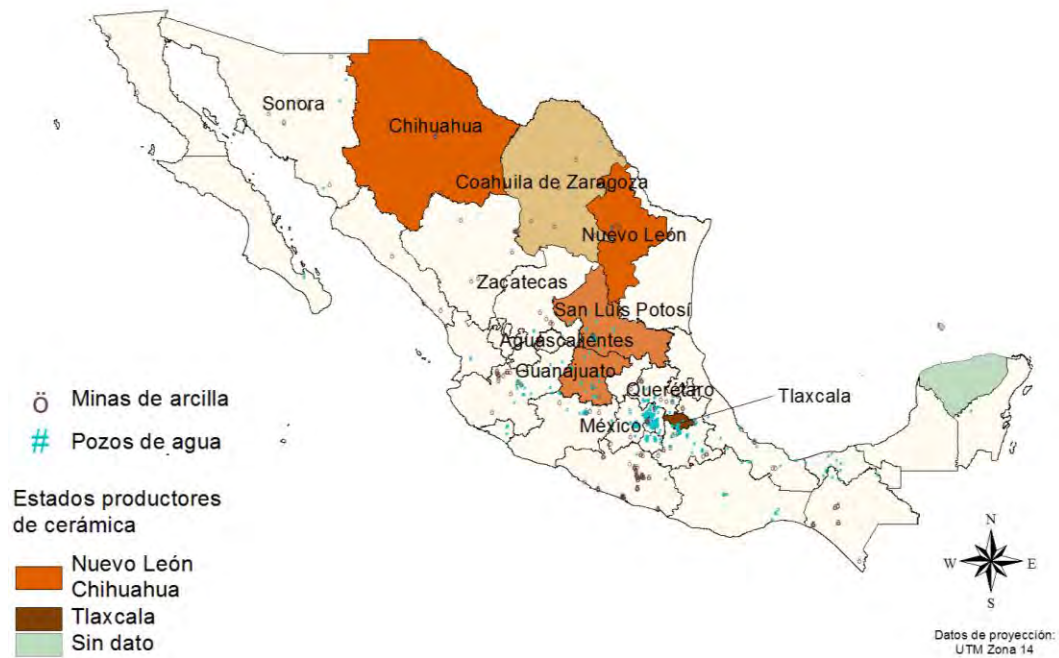 Sonora
Chihuahua
Coahuila de Zaragoza
Nuevo León
Zacatecas
San Luis Potosí
Aguascalientes
Guanajuato
Querétaro
Tlaxcala
México
ö Minas de arcilla
# Pozos de agua
Estados productores
de cerámica
Nuevo León
Chihuahua
Tlaxcala
Sin dato
N
W E
S
Datos de proyección:
UTM Zona 14